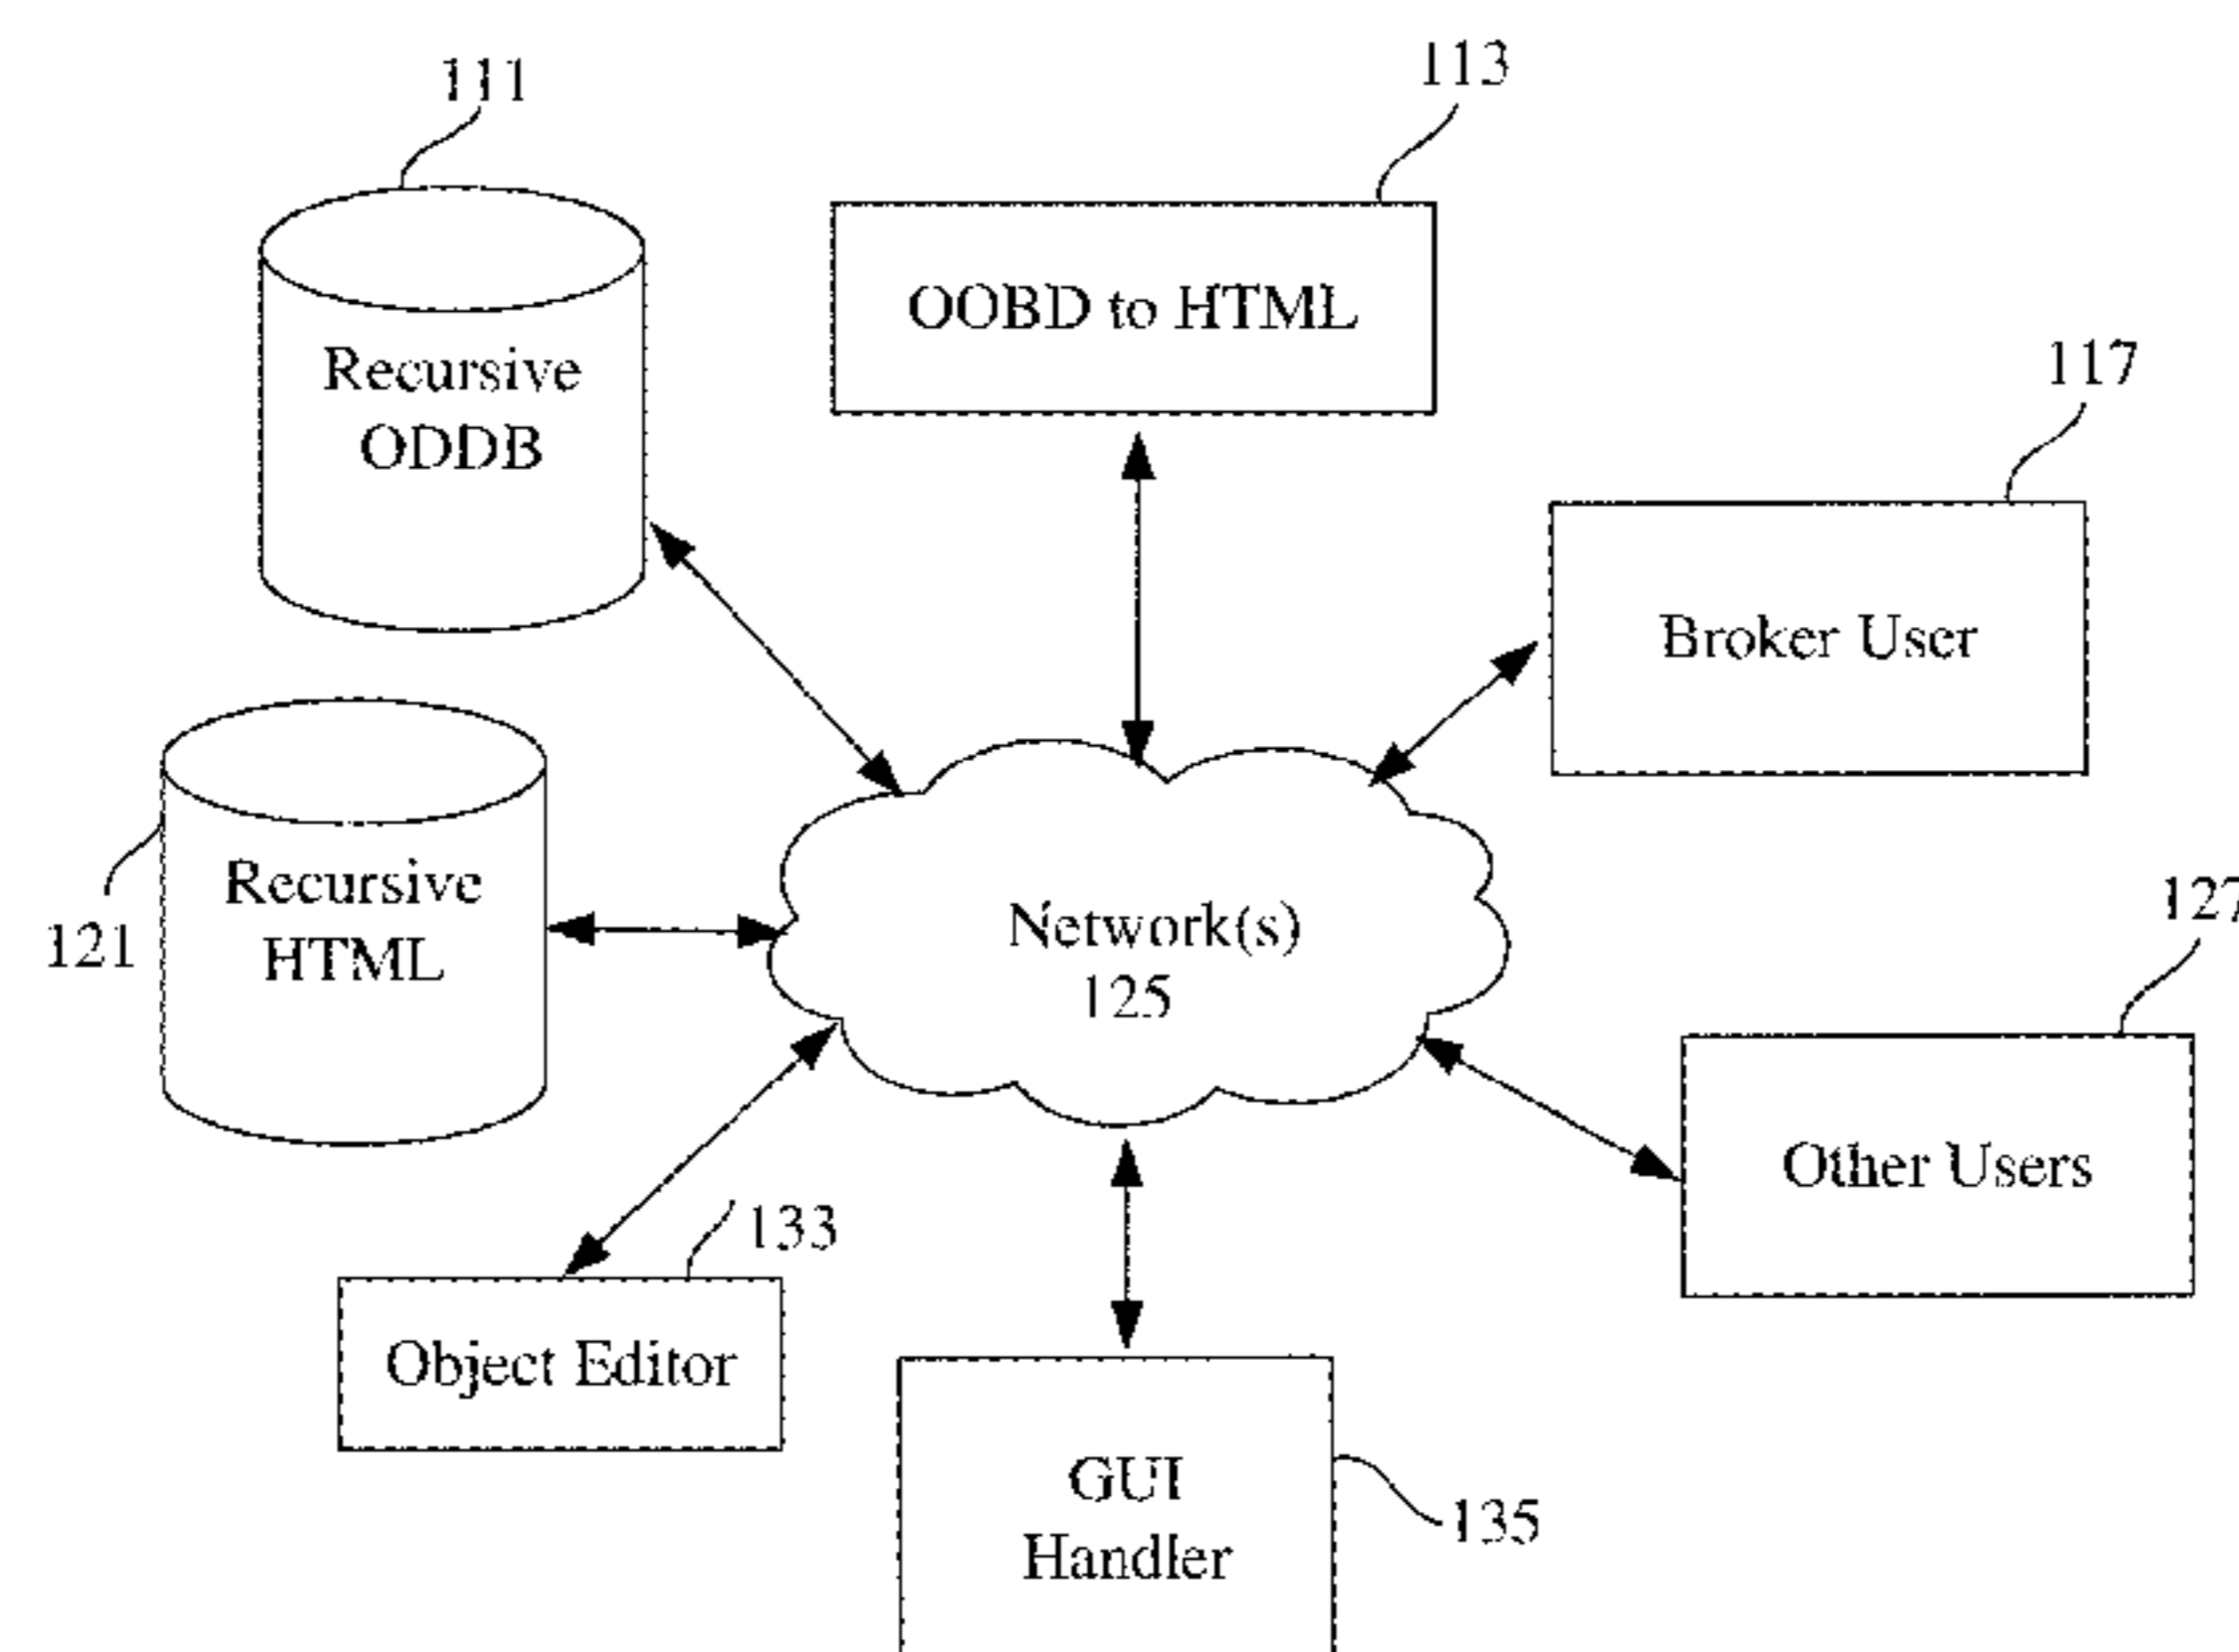 111
113
OOBD to HTML
Recursive
ODDB
117
Broker User
Recursive
HTML
121
Network(s)
125
127
Other Users
133
Object Editor
GUI
Handler
135